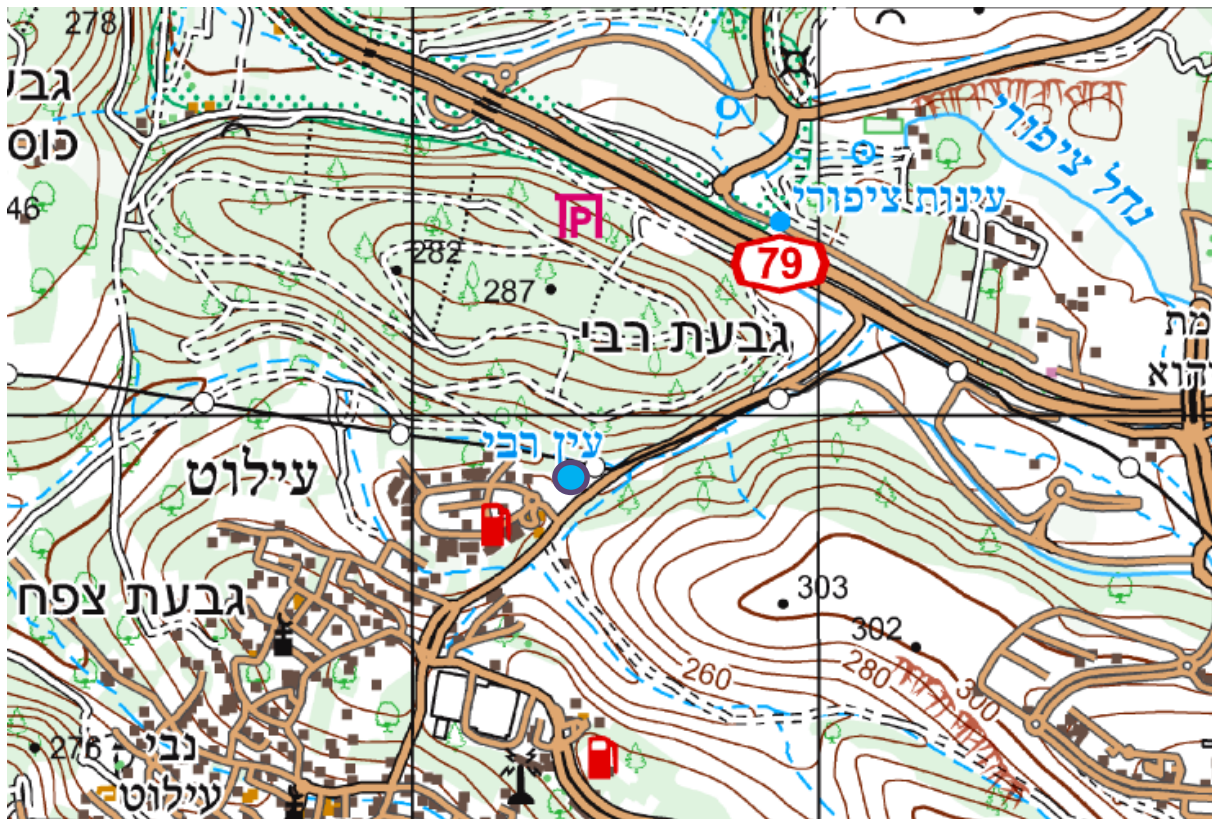 278
גבע
כוס
46
נחל ציפורי
עינות ציפורי
P
79
282
287
גבעת רבי
מת
והוא
עין רבי
עילוט
גבעת צפח
303
302
260
280
300
276
נבי
עילוט